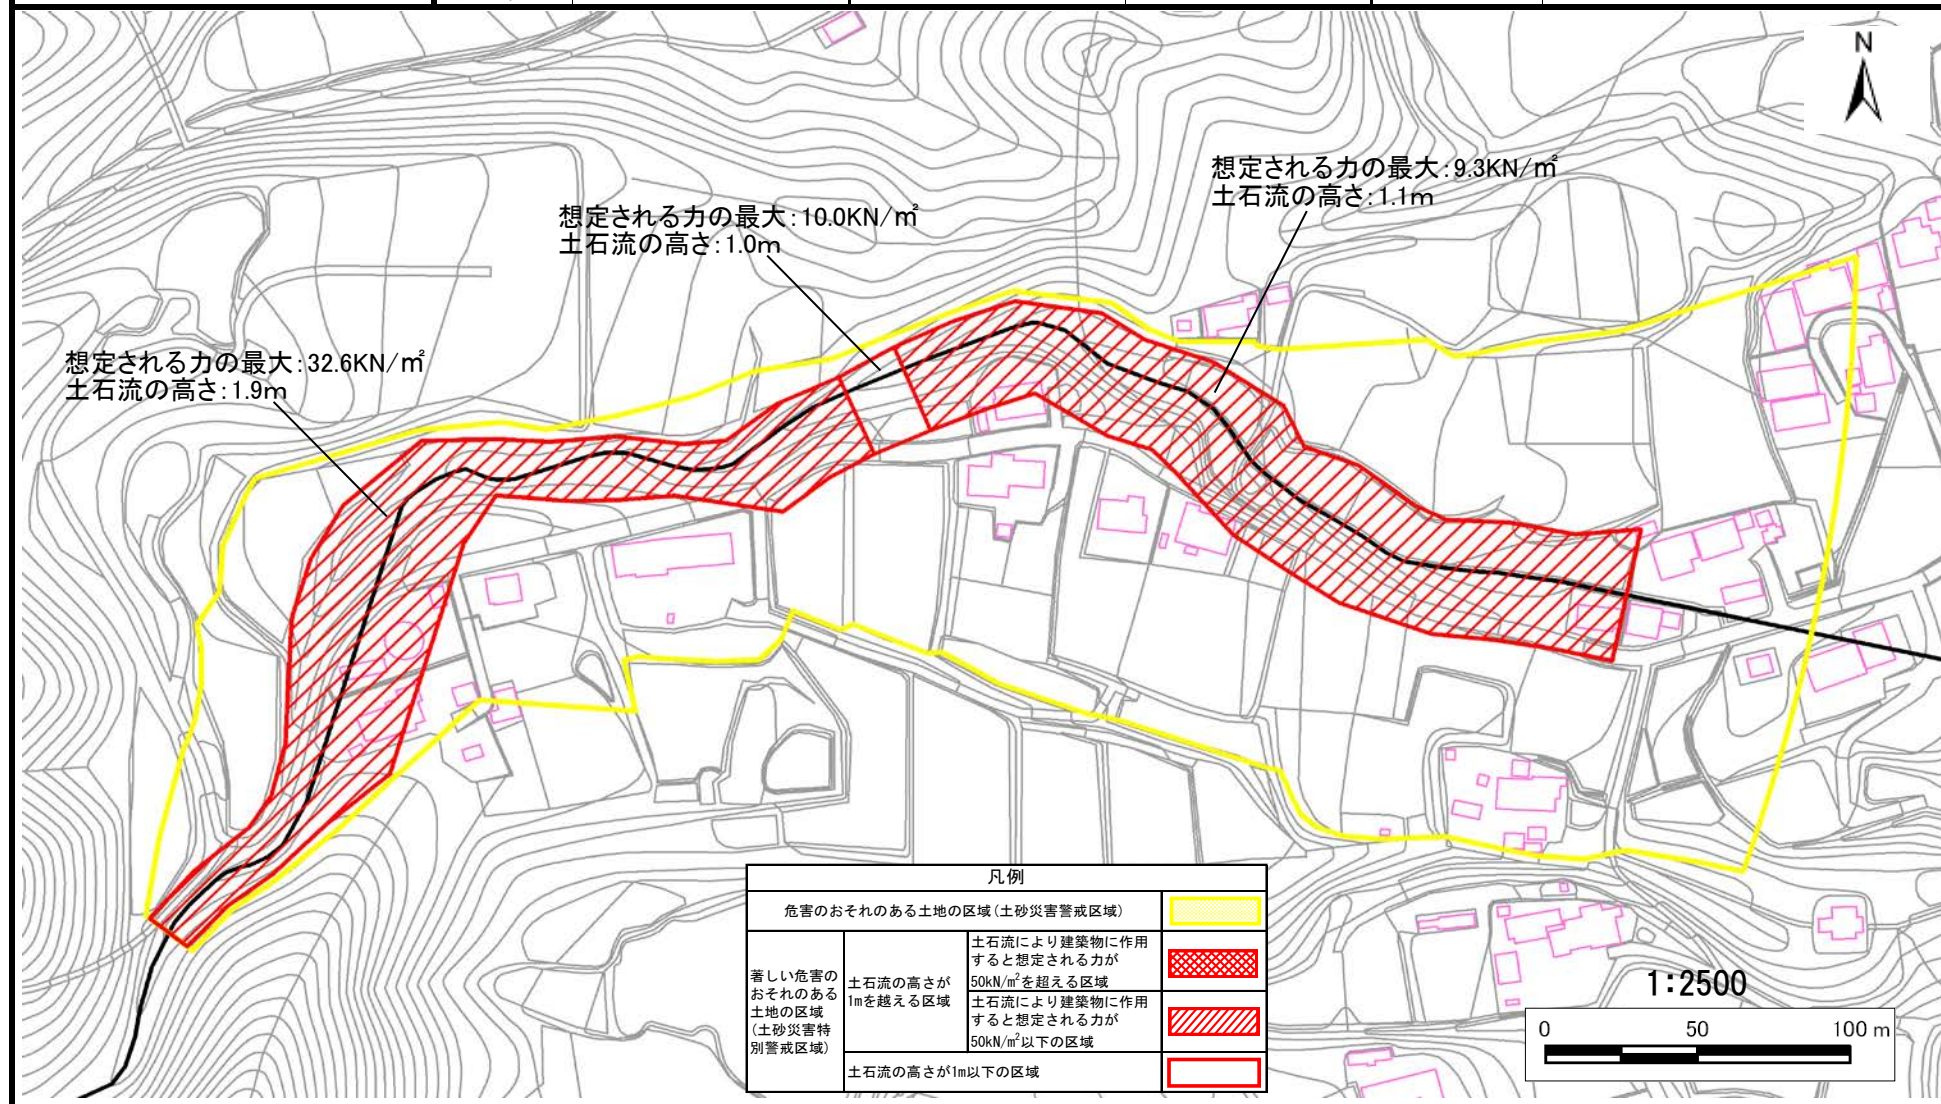 N
想定される力の最大:9.3KN/㎡
土石流の高さ:1.1m
想定される力の最大:10.0KN/㎡
土石流の高さ:1.0m
想定される力の最大:32.6KN/㎡
土石流の高さ:1.9m
凡例
危害のおそれのある土地の区域(土砂災害警戒区域)
著しい危害の
おそれのある
土地の区域
(土砂災害特
別警戒区域)
土石流の高さが
1mを越える区域
土石流により建築物に作用
すると想定される力が
50kN/m²を超える区域
土石流により建築物に作用
すると想定される力が
50kN/m²以下の区域
土石流の高さが1m以下の区域
1:2500
0 50 100 m